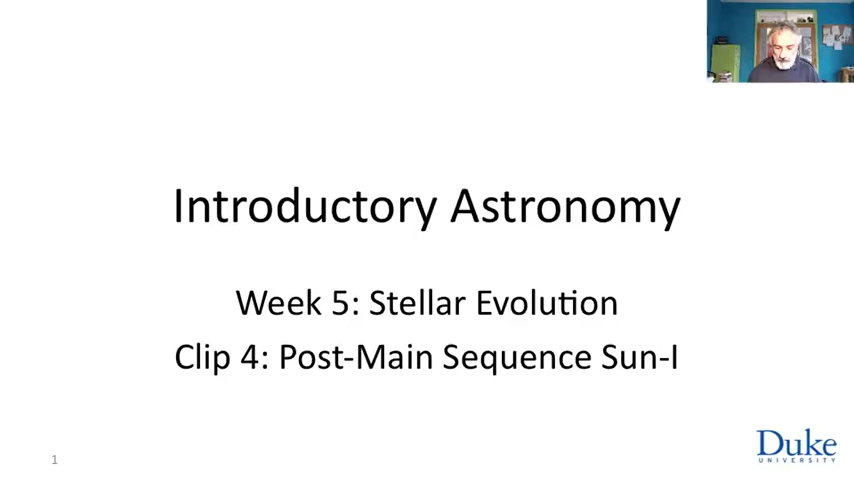 Introductory Astronomy
Week 5: Stellar Evolution
Clip 4: Post-Main Sequence Sun-I
1
Duke
UNIVERSITY